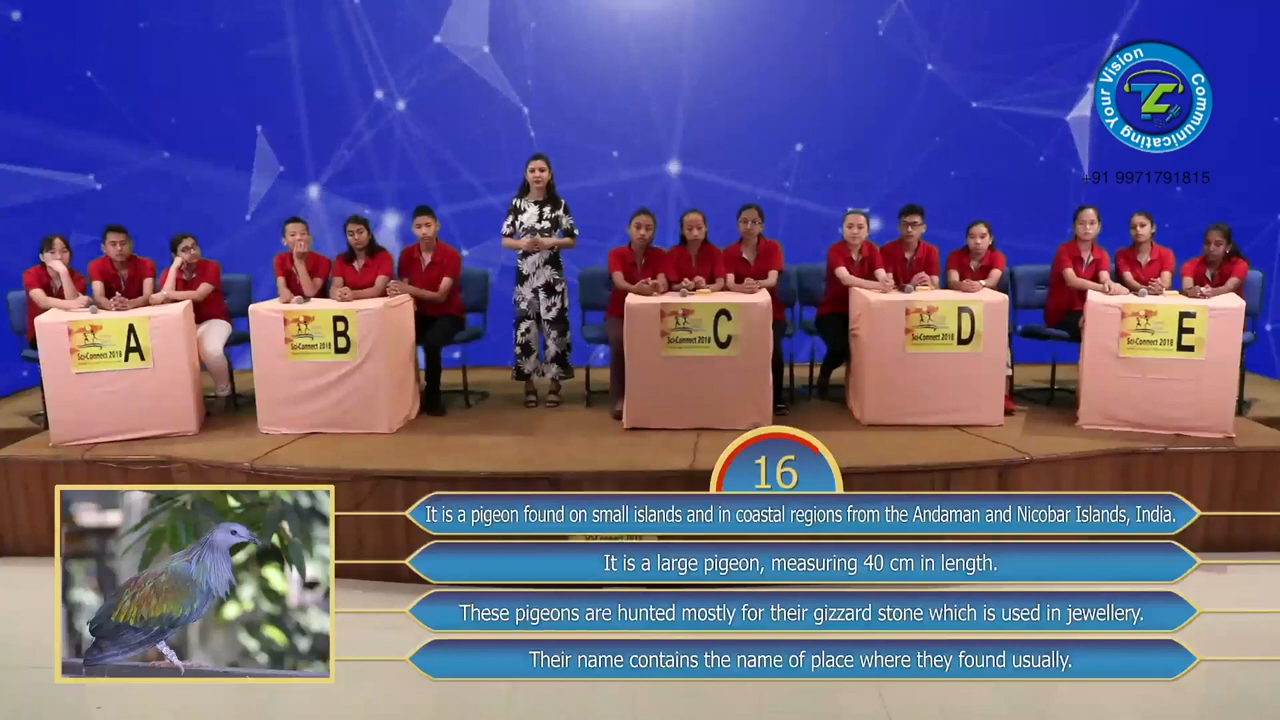 Communicating Your Vision
TC
+91 9971791815
Sci-Connect 2018 A
Sci-Connect 2018 B
Sci-Connect 2018 C
Sci-Connect 2018 D
Sci-Connect 2018 E
16
It is a pigeon found on small islands and in coastal regions from the Andaman and Nicobar Islands, India.
It is a large pigeon, measuring 40 cm in length.
These pigeons are hunted mostly for their gizzard stone which is used in jewellery.
Their name contains the name of place where they found usually.